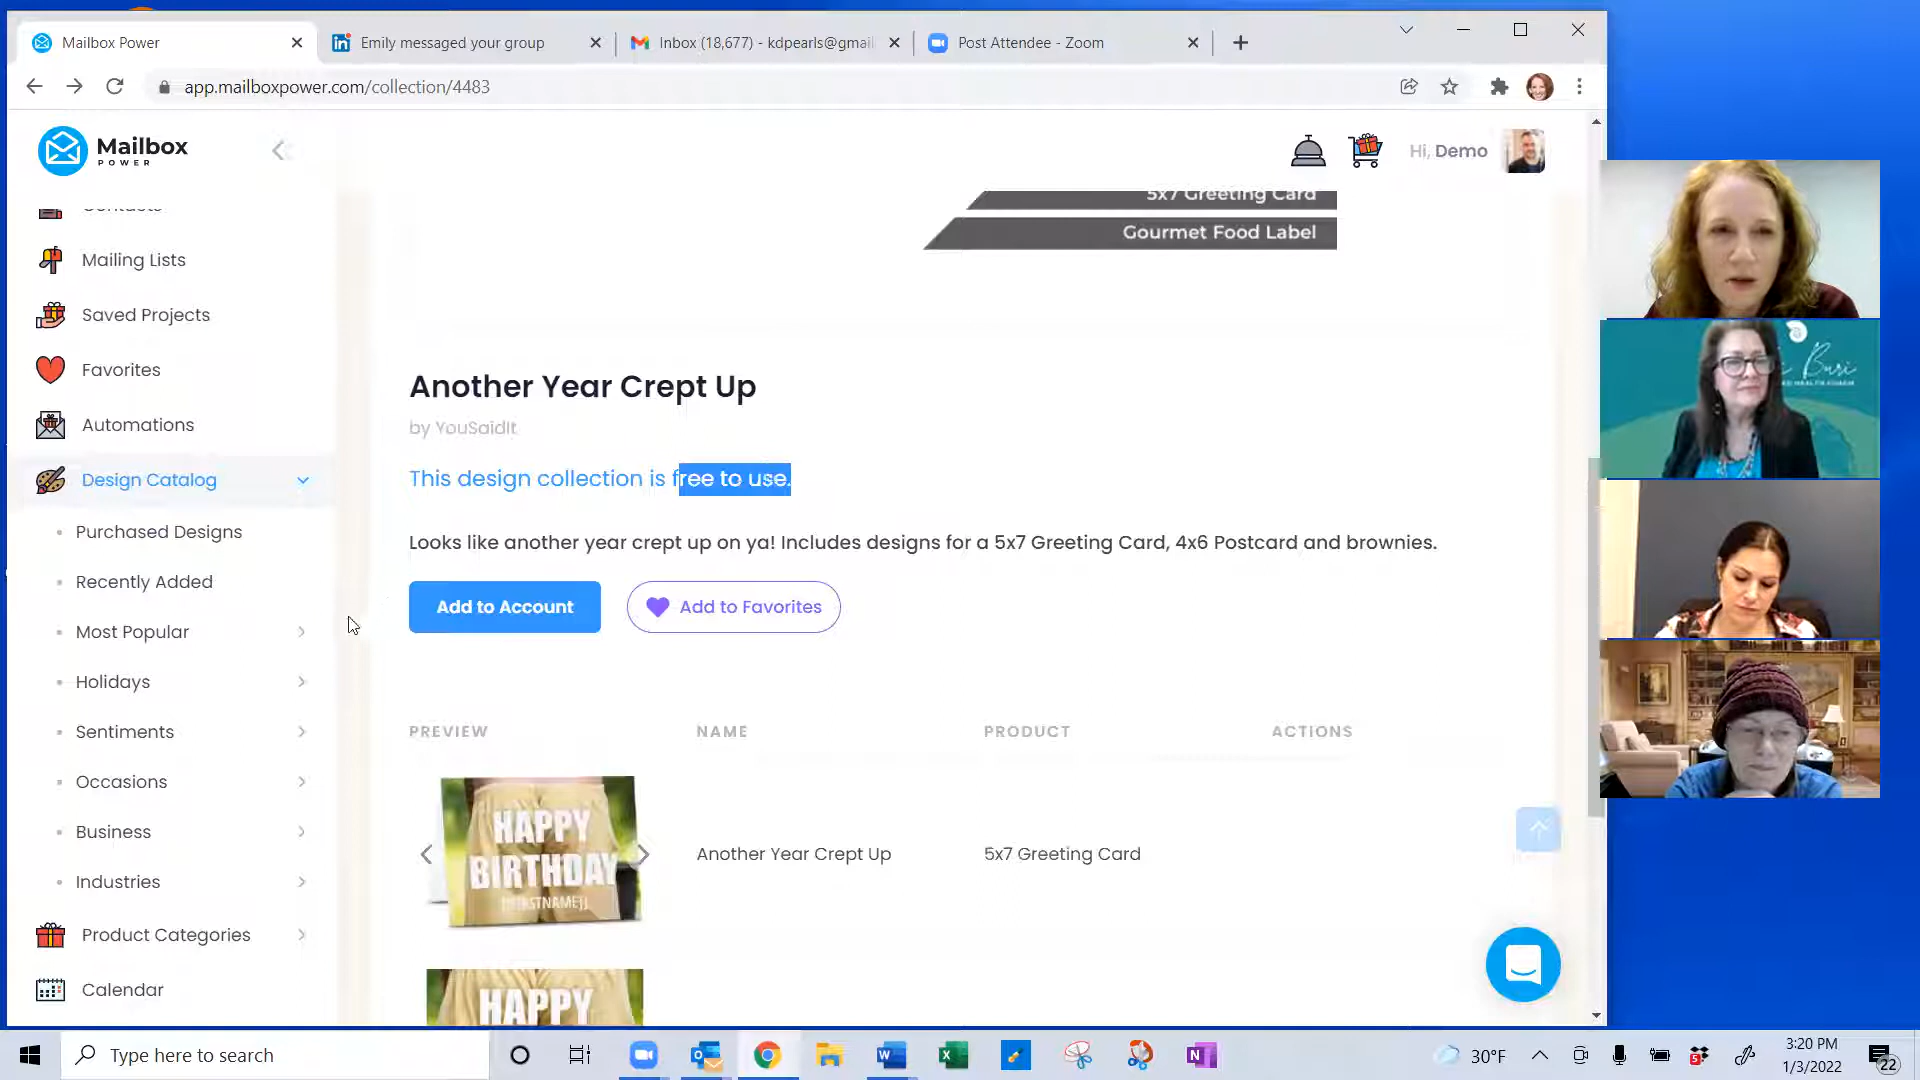 Mailbox Power
Emily messaged your group
Inbox (18,677) - kdpearls@gmai
Post Attendee - Zoom
app.mailboxpower.com/collection/4483
Mailbox
POWER
Hi, Demo
Contacts
Mailing Lists
Saved Projects
Favorites
Automations
Design Catalog
Purchased Designs
Recently Added
Most Popular
Holidays
Sentiments
Occasions
Business
Industries
Product Categories
Calendar
5x7 Greeting Card
Gourmet Food Label
Another Year Crept Up
by YouSaidIt
This design collection is free to use.
Looks like another year crept up on ya! Includes designs for a 5x7 Greeting Card, 4x6 Postcard and brownies.
Add to Account
Add to Favorites
PREVIEW NAME PRODUCT ACTIONS
HAPPY
BIRTHDAY
Another Year Crept Up
5x7 Greeting Card
HAPPY
Buri
Type here to search
30°F
3:20 PM
1/3/2022
22